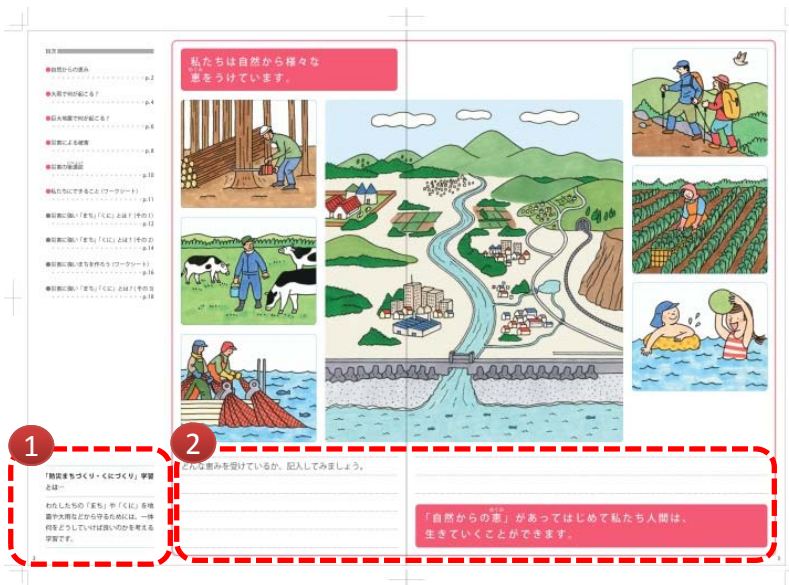 目次
●自然からの恵み
p.2
●大雨で何が起こる？
p.4
●巨大地震で何が起こる？
p.6
●災害による被害
p.8
●災害の
p.10
●私たちにできること（ワークシート）
p.11
●災害に強い「まち」「くに」とは？（その1）
p.12
●災害に強い「まち」「くに」とは？（その2）
p.14
●災害に強いまちを作ろう（ワークシート）
p.16
●災害に強い「まち」「くに」とは？（その3）
p.18
私たちは自然から様々な
めぐみ
恵をうけています。
1
「防災まちづくり・くにづくり」学習
とは…
わたしたちの「まち」や「くに」を地
震や大雨などから守るためには、一体
何をどうしていけば良いのかを考える
学習です。
2
どんな恵みを受けているか、記入してみましょう。
めぐみ
「自然からの恵」があってはじめて私たち人間は、
生きていくことができます。
2
3